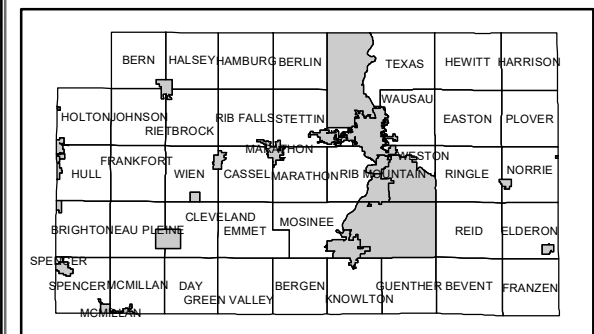 BERN HALSEY HAMBURG BERLIN TEXAS HEWITT HARRISON
WAUSAU
HOLTON JOHNSON RIB FALLS STETTIN EASTON PLOVER
RIETBROCK
MARATHON WESTON
FRANKFORT
HULL WIEN CASSEL MARATHON RIB MOUNTAIN RINGLE NORRIE
CLEVELAND
MOSINEE
BRIGHTON EAU PLEINE EMMET REID ELDERON
SPENCER
SPENCER MCMILLAN DAY BERGEN GUENTHER BEVENT FRANZEN
GREEN VALLEY KNOWLTON
MCMILLAN